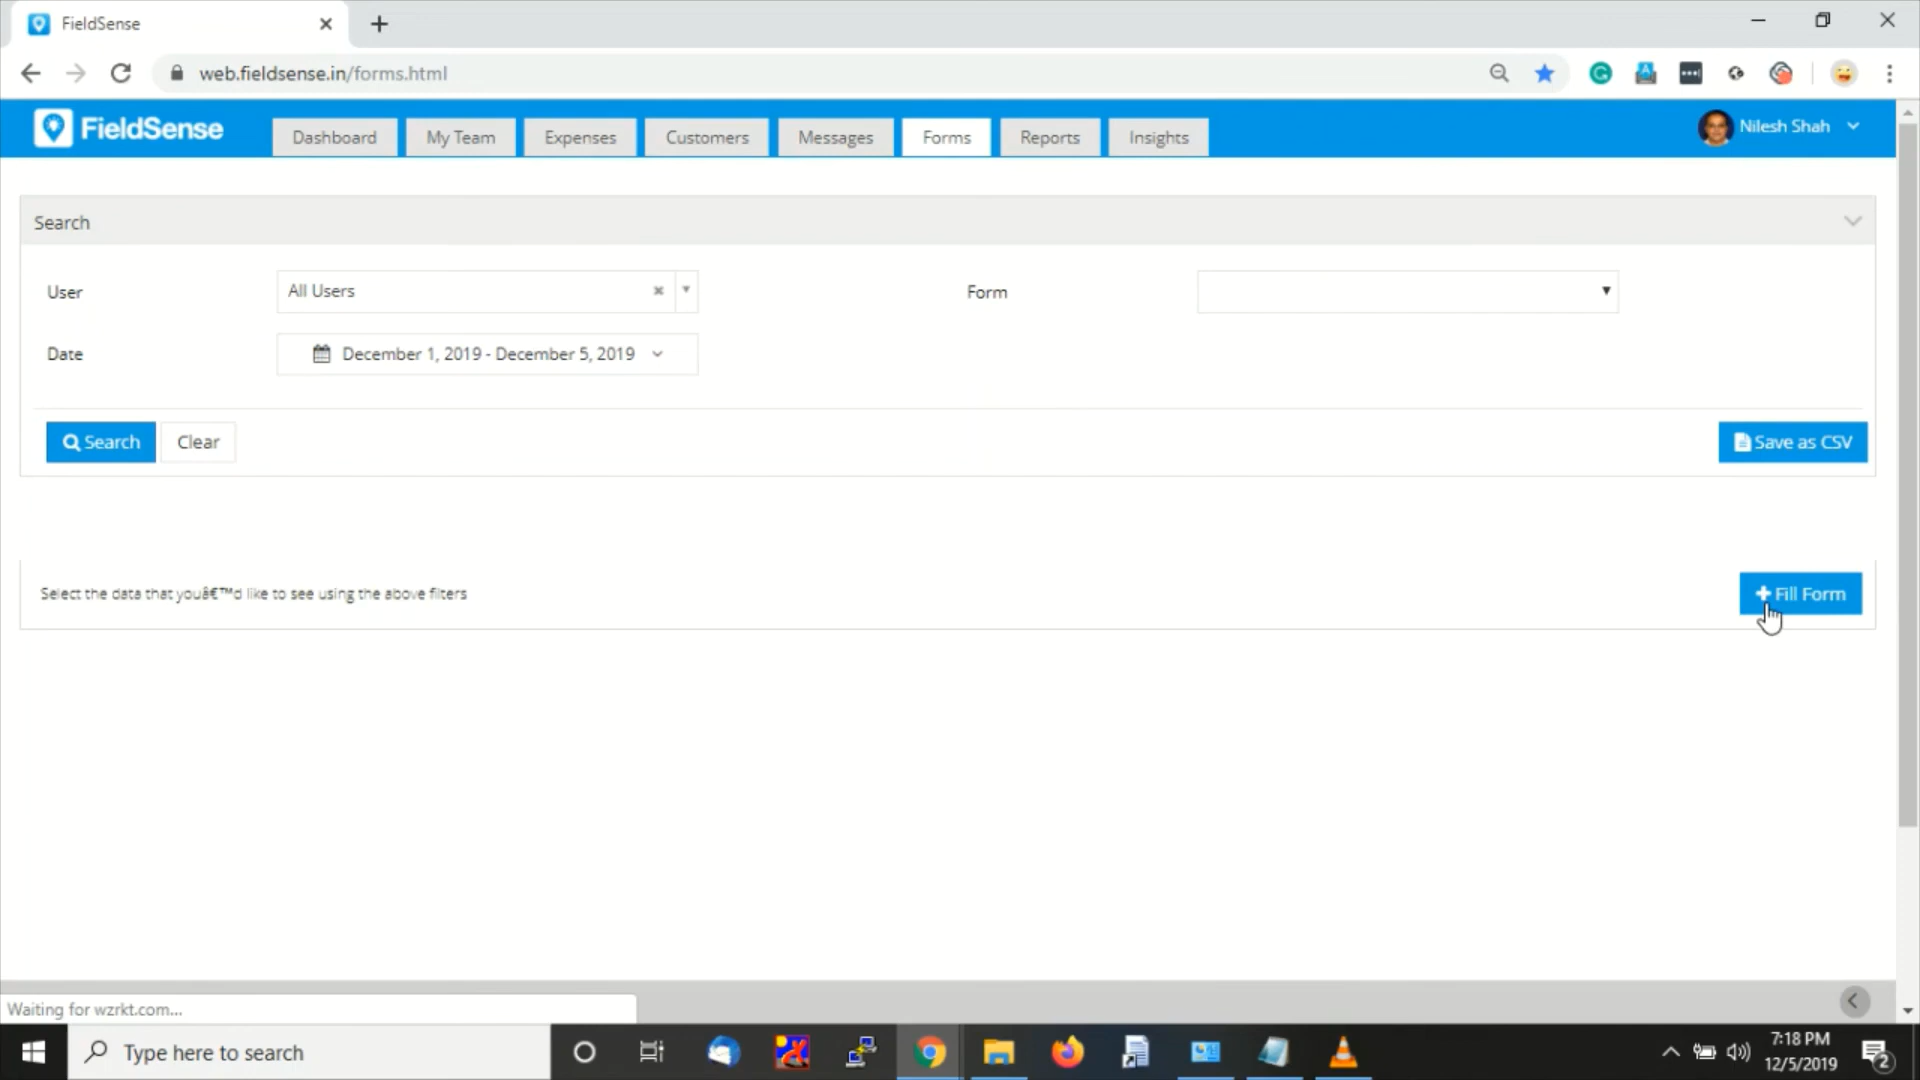 FieldSense
web.fieldsense.in/forms.html
FieldSense
Dashboard My Team Expenses Customers Messages Forms Reports Insights
Nilesh Shah
Search
User All Users Form
Date December 1, 2019 - December 5, 2019
Search Clear Save as CSV
Select the data that youâ€™d like to see using the above filters
Fill Form
Waiting for wzrkt.com...
Type here to search
7:18 PM
12/5/2019
2